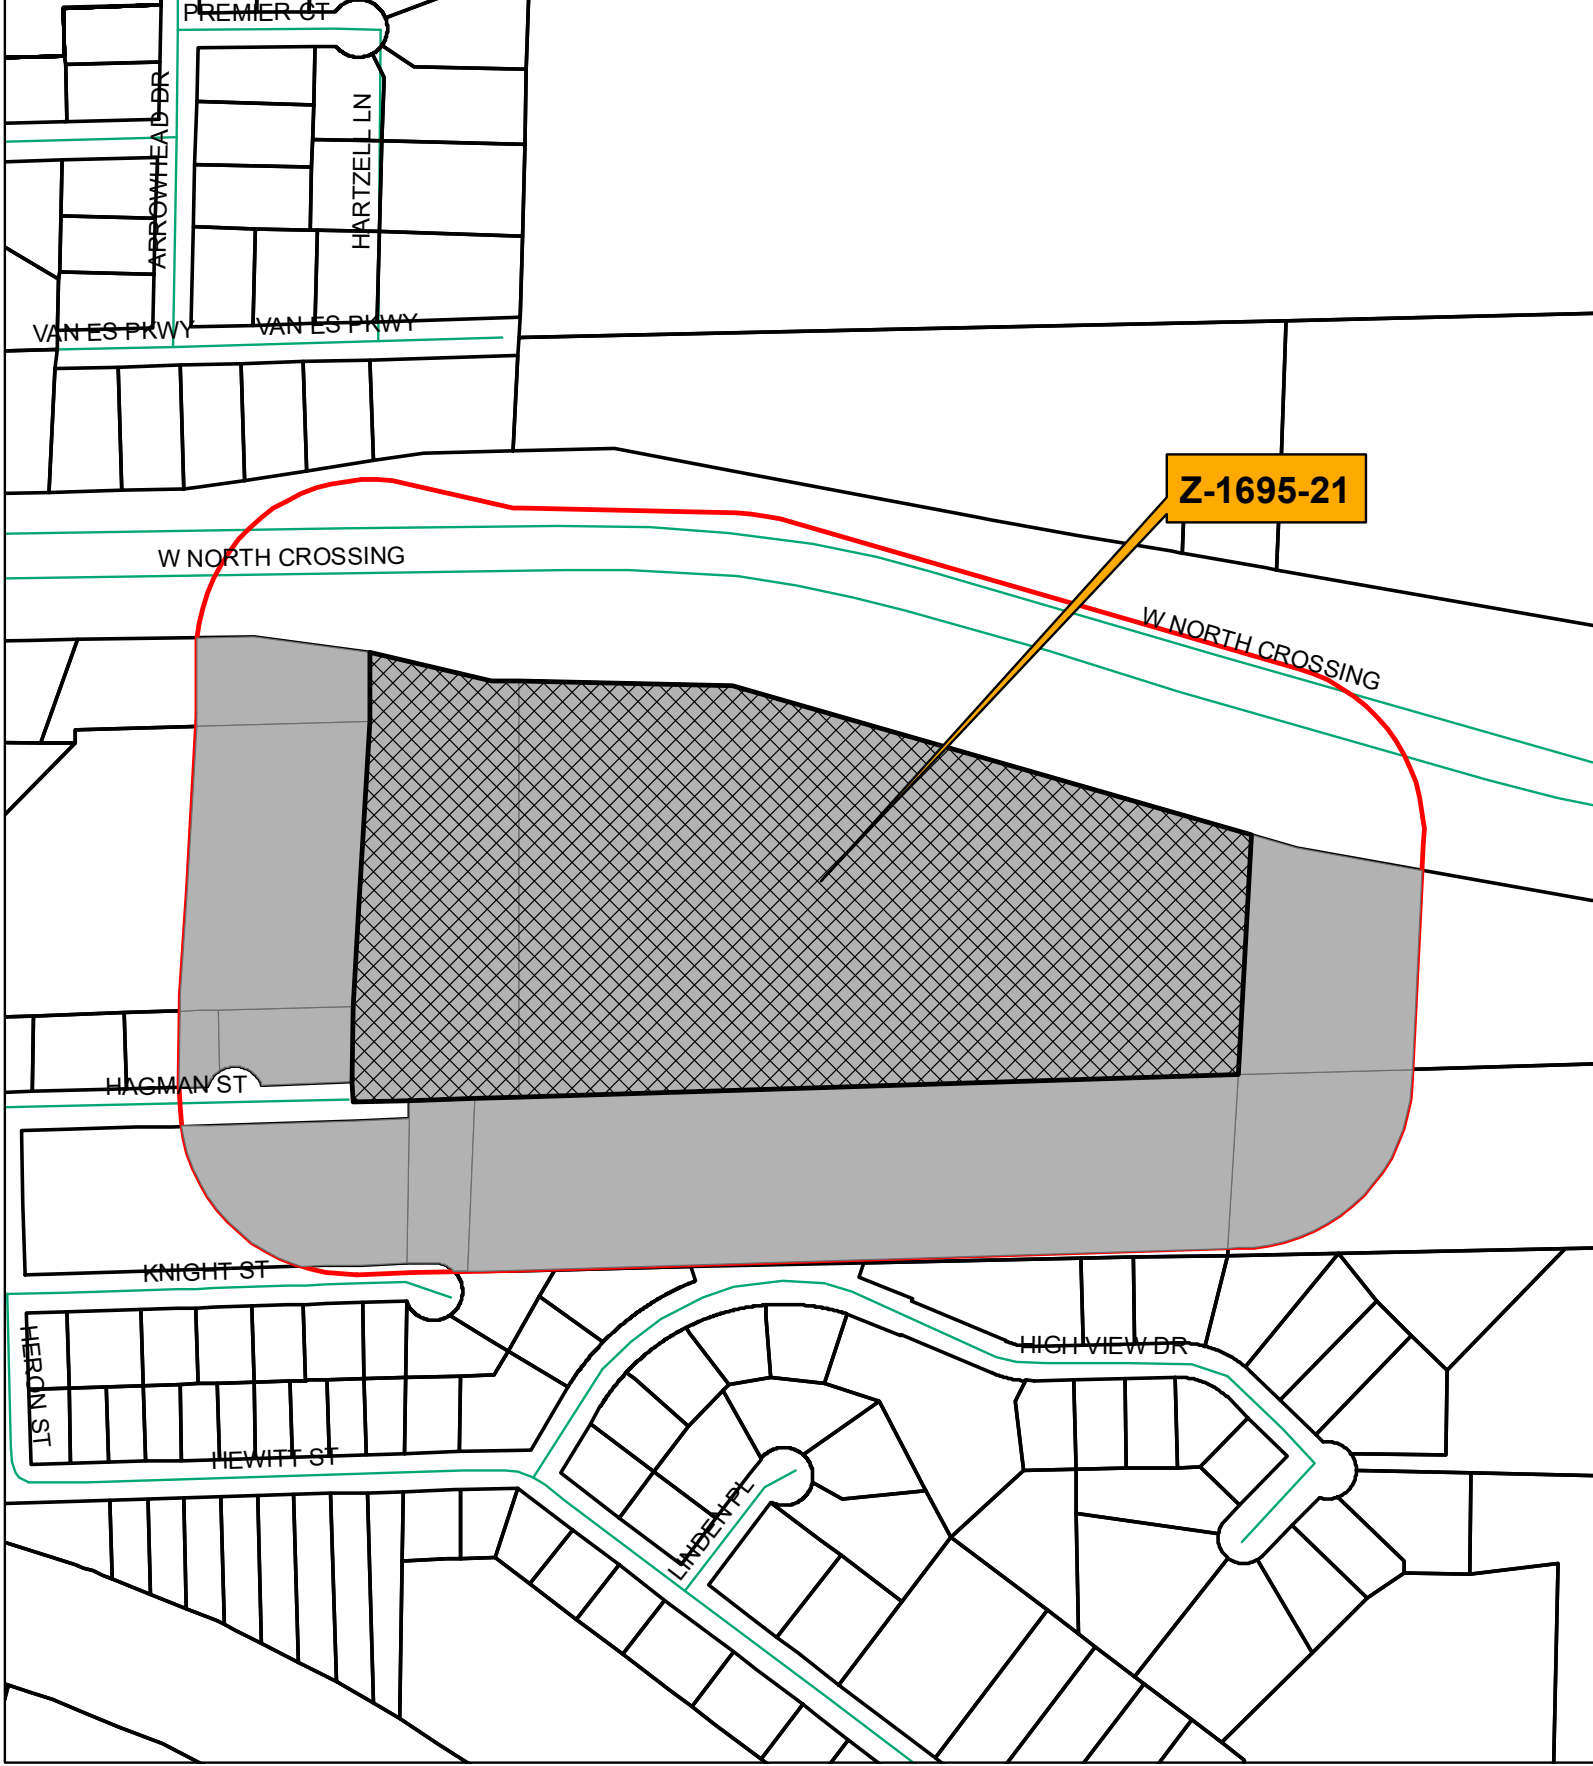 PREMIER CT
ARROWHEAD DR
HARTZELL LN
VAN ES PKWY
VAN ES PKWY
Z-1695-21
W NORTH CROSSING
W NORTH CROSSING
HAGMAN ST
KNIGHT ST
HERON ST
HIGH VIEW DR
HEWITT ST
LINDEN PL